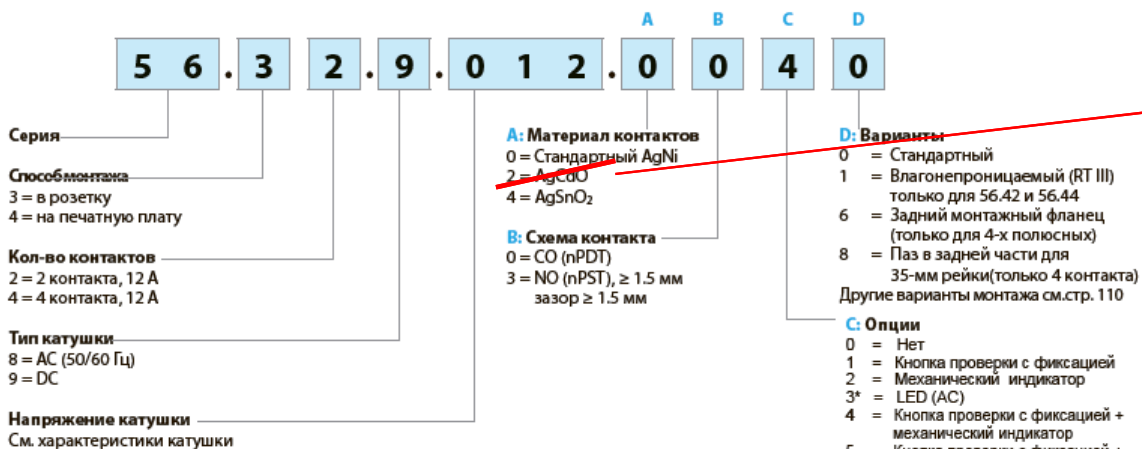 A B C D
5 6 . 3 2 . 9 . 0 1 2 . 0 0 4 0
Серия
Способ монтажа
3 = в розетку
4 = на печатную плату
Кол-во контактов
2 = 2 контакта, 12 A
4 = 4 контакта, 12 A
Тип катушки
8 = AC (50/60 Гц)
9 = DC
Напряжение катушки
См. характеристики катушки
A: Материал контактов
0 = Стандартный AgNi
2 = AgCdO
4 = AgSnO₂
B: Схема контакта
0 = CO (nPDT)
3 = NO (nPST), ≥ 1.5 мм
зазор ≥ 1.5 мм
D: Варианты
0 = Стандартный
1 = Влагонепроницаемый (RT III)
только для 56.42 и 56.44
6 = Задний монтажный фланец
(только для 4-х полюсных)
8 = Паз в задней части для
35-мм рейки(только 4 контакта)
Другие варианты монтажа см.стр. 110
C: Опции
0 = Нет
1 = Кнопка проверки с фиксацией
2 = Механический индикатор
3* = LED (AC)
4 = Кнопка проверки с фиксацией +
механический индикатор